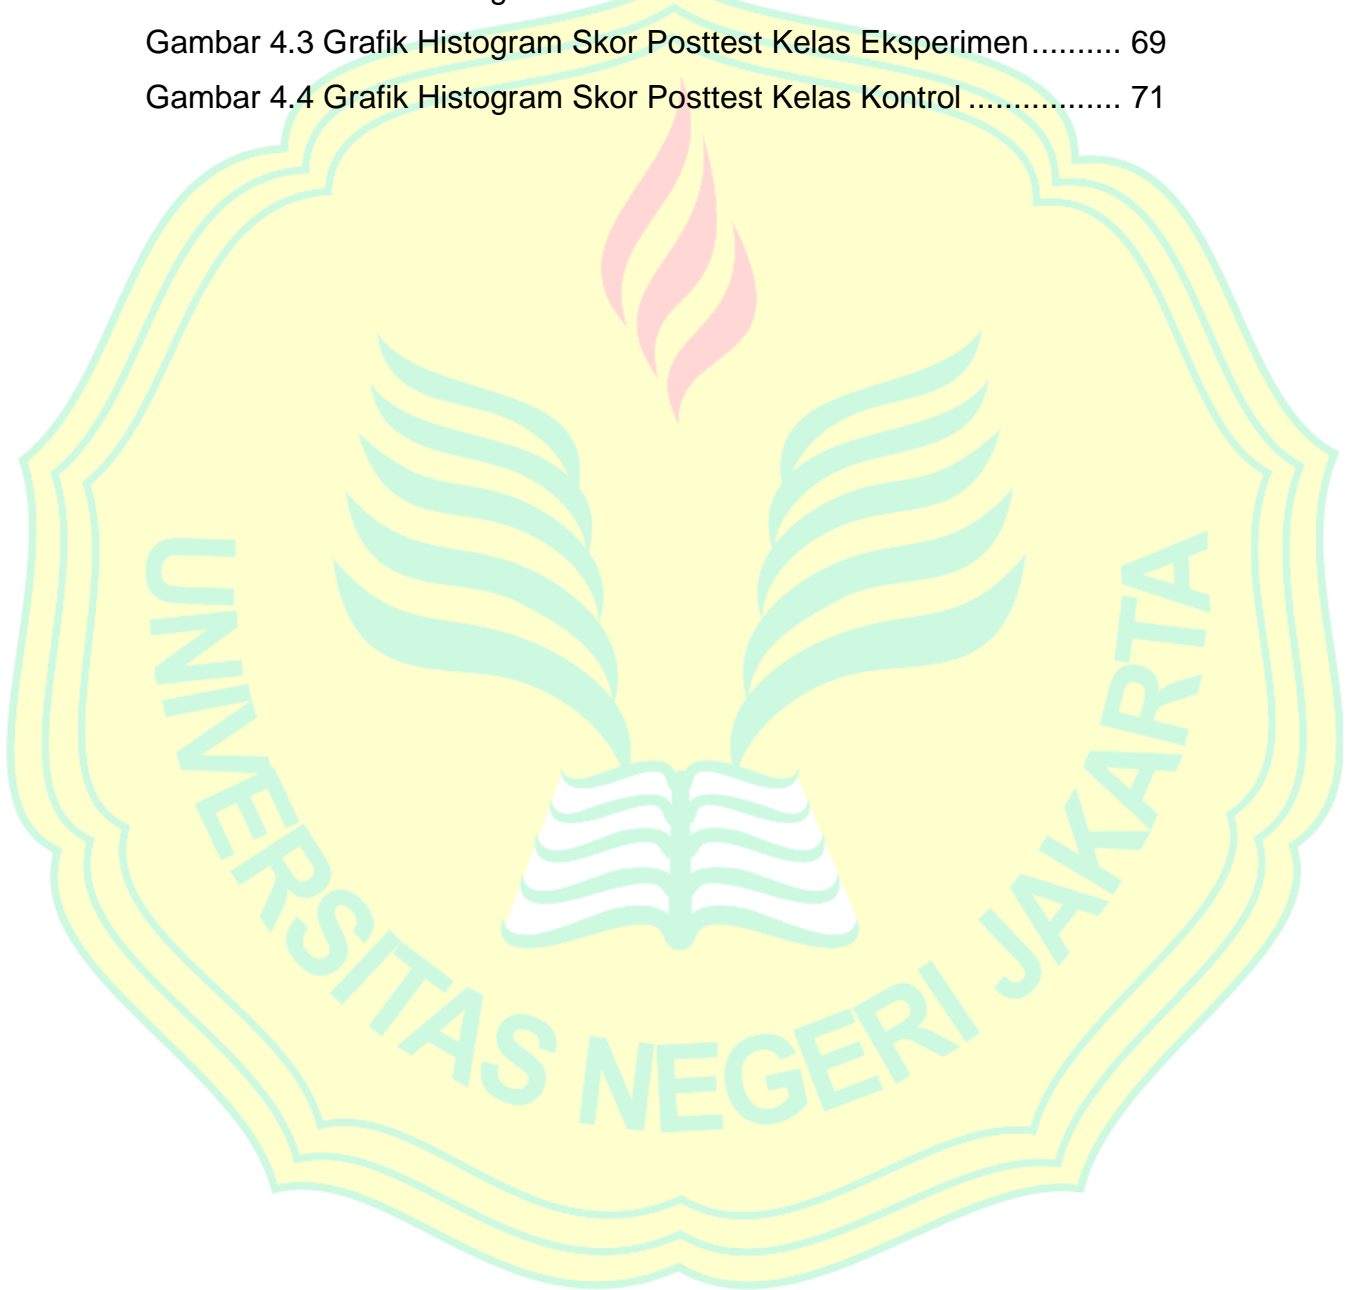 Gambar 4.3 Grafik Histogram Skor Posttest Kelas Eksperimen.......... 69
Gambar 4.4 Grafik Histogram Skor Posttest Kelas Kontrol ................. 71
UNIVERSITAS NEGERI JAKARTA